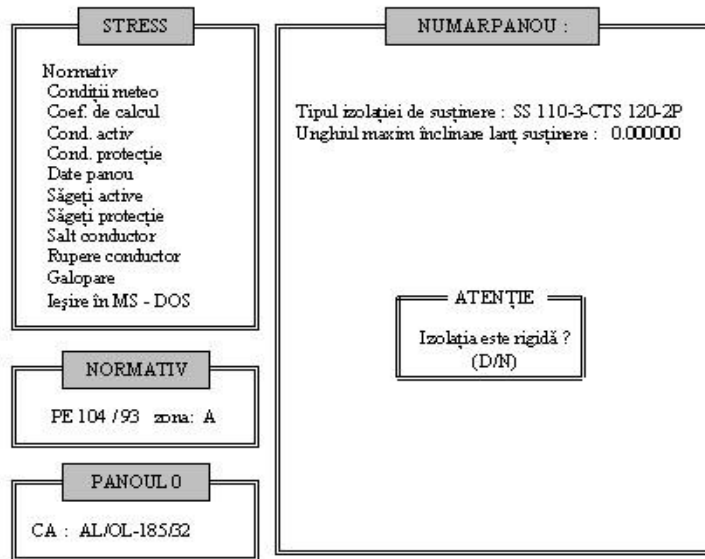 STRESS
Normativ
Condiții meteo
Coef. de calcul
Cond. activ
Cond. protecție
Date panou
Săgeți active
Săgeți protecție
Salt conductor
Rupere conductor
Galopare
Ieșire în MS - DOS
NORMATIV
PE 104 /93 zona: A
PANOUL 0
CA : AL/OL-185/32
NUMARPANOU :
Tipul izolației de susținere : SS 110-3-CTS 120-2P
Unghiul maxim înclinare lanț susținere : 0.000000
ATENȚIE
Izolația este rigidă ?
(D/N)